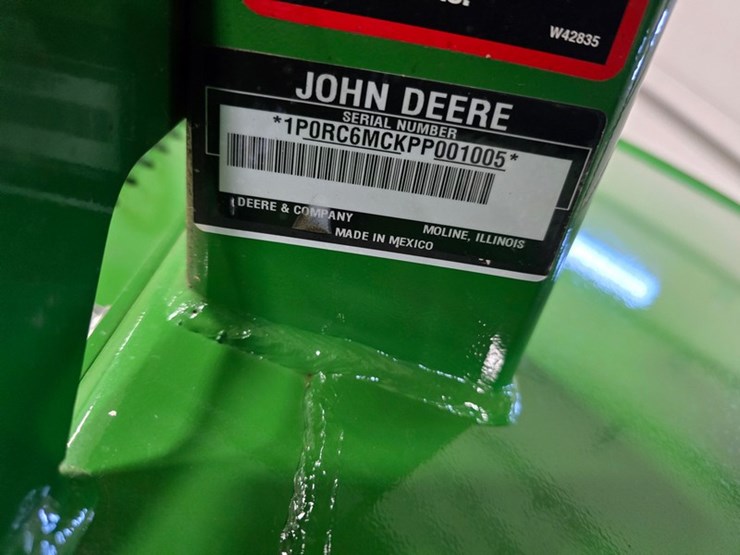 W42835
JOHN DEERE
SERIAL NUMBER
*1P0RC6MCKPP001005*
DEERE & COMPANY
MOLINE, ILLINOIS
MADE IN MEXICO